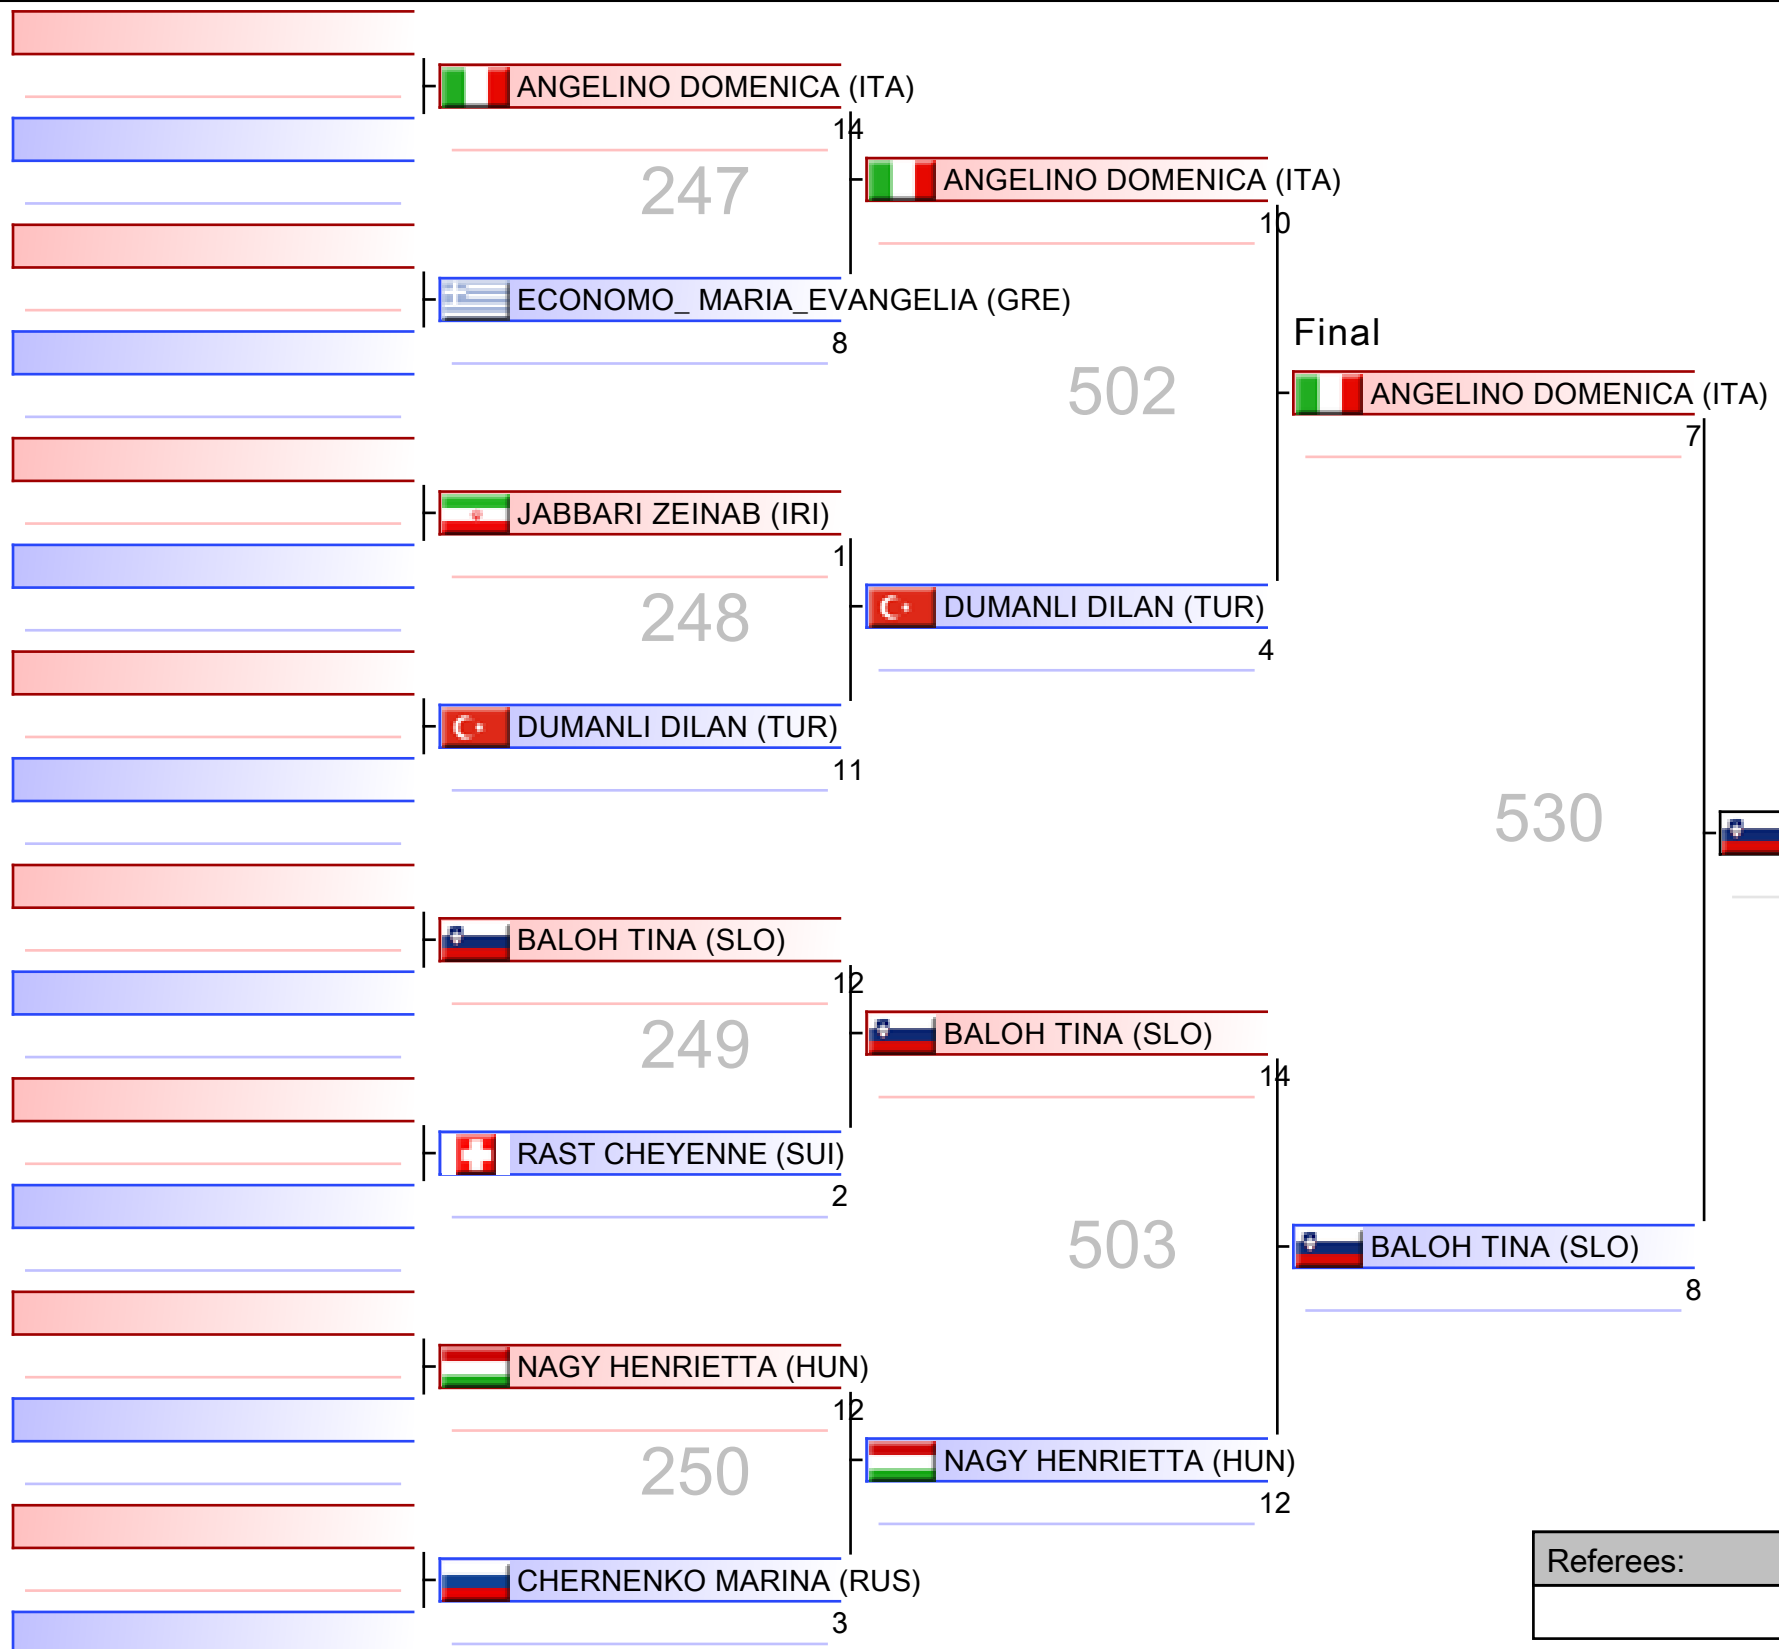 ANGELINO DOMENICA (ITA)
14
247
ECONOMO_ MARIA_EVANGELIA (GRE)
8
JABBARI ZEINAB (IRI)
1
248
DUMANLI DILAN (TUR)
11
BALOH TINA (SLO)
12
249
RAST CHEYENNE (SUI)
2
NAGY HENRIETTA (HUN)
12
250
CHERNENKO MARINA (RUS)
3
ANGELINO DOMENICA (ITA)
10
502
DUMANLI DILAN (TUR)
4
BALOH TINA (SLO)
14
503
NAGY HENRIETTA (HUN)
12
Final
ANGELINO DOMENICA (ITA)
7
530
BALOH TINA (SLO)
8
Referees: